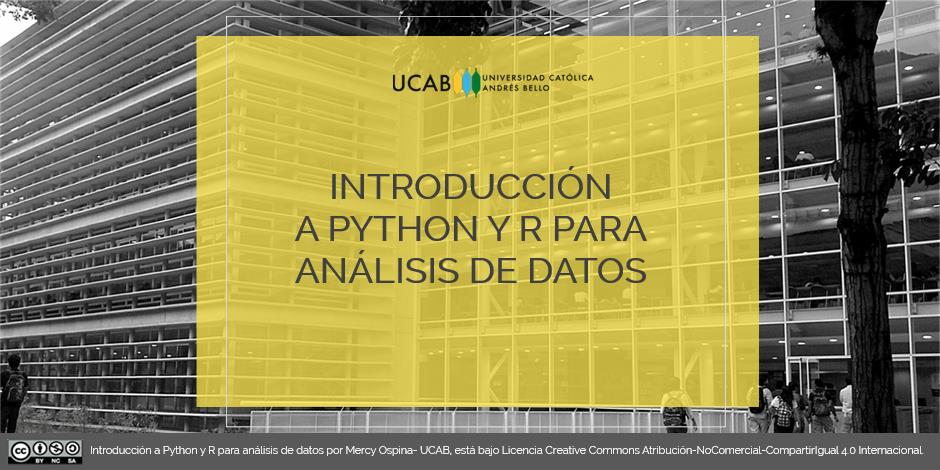 UCAB UNIVERSIDAD CATÓLICA
ANDRÉS BELLO
INTRODUCCIÓN
A PYTHON Y R PARA
ANÁLISIS DE DATOS
cc BY NC SA
Introducción a Python y R para análisis de datos por Mercy Ospina- UCAB, está bajo Licencia Creative Commons Atribución-NoComercial-CompartirIgual 4.0 Internacional.